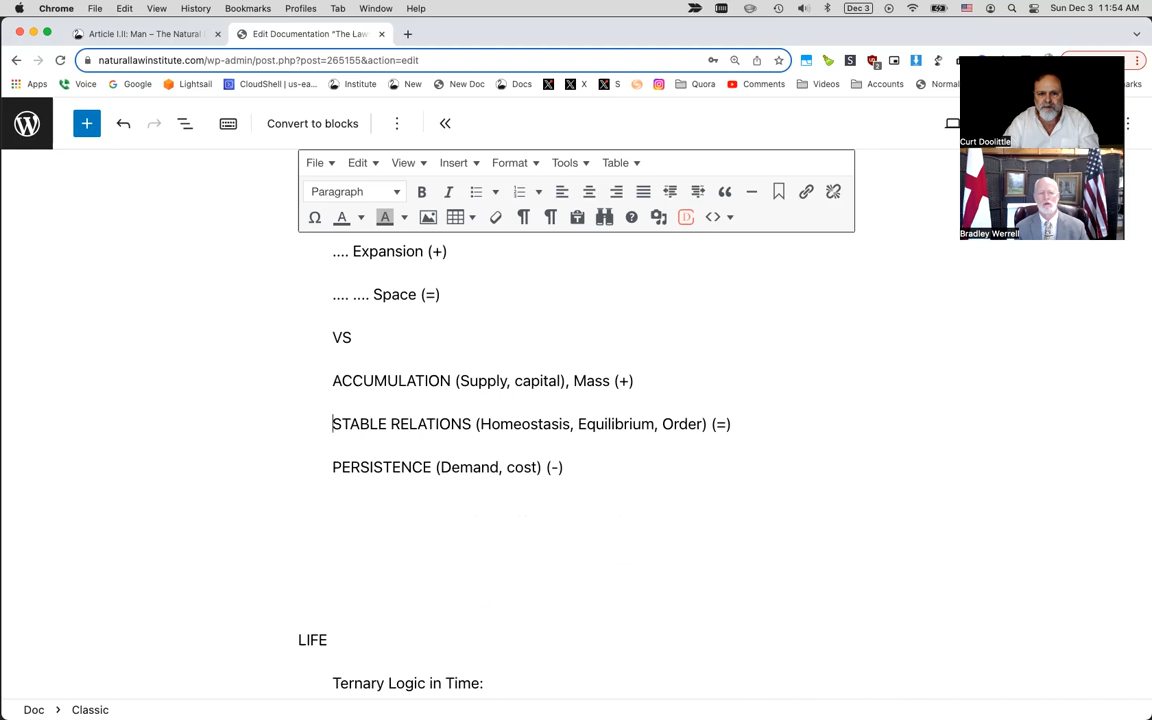 Chrome File Edit View History Bookmarks Profiles Tab Window Help Dec 3 Sun Dec 3 11:54 AM
Article I.II: Man – The Natural Edit Documentation “The Law
naturallawinstitute.com/wp-admin/post.php?post=265155&action=edit
Apps Voice Google Lightsail CloudShell | us-ea... Institute New New Doc Docs X S Quora Comments Videos Accounts Normal
Convert to blocks
Curt Doolittle
File Edit View Insert Format Tools Table
Paragraph
Bradley Werrell
.... Expansion (+)
.... .... Space (=)
VS
ACCUMULATION (Supply, capital), Mass (+)
STABLE RELATIONS (Homeostasis, Equilibrium, Order) (=)
PERSISTENCE (Demand, cost) (-)
LIFE
Ternary Logic in Time:
Doc > Classic